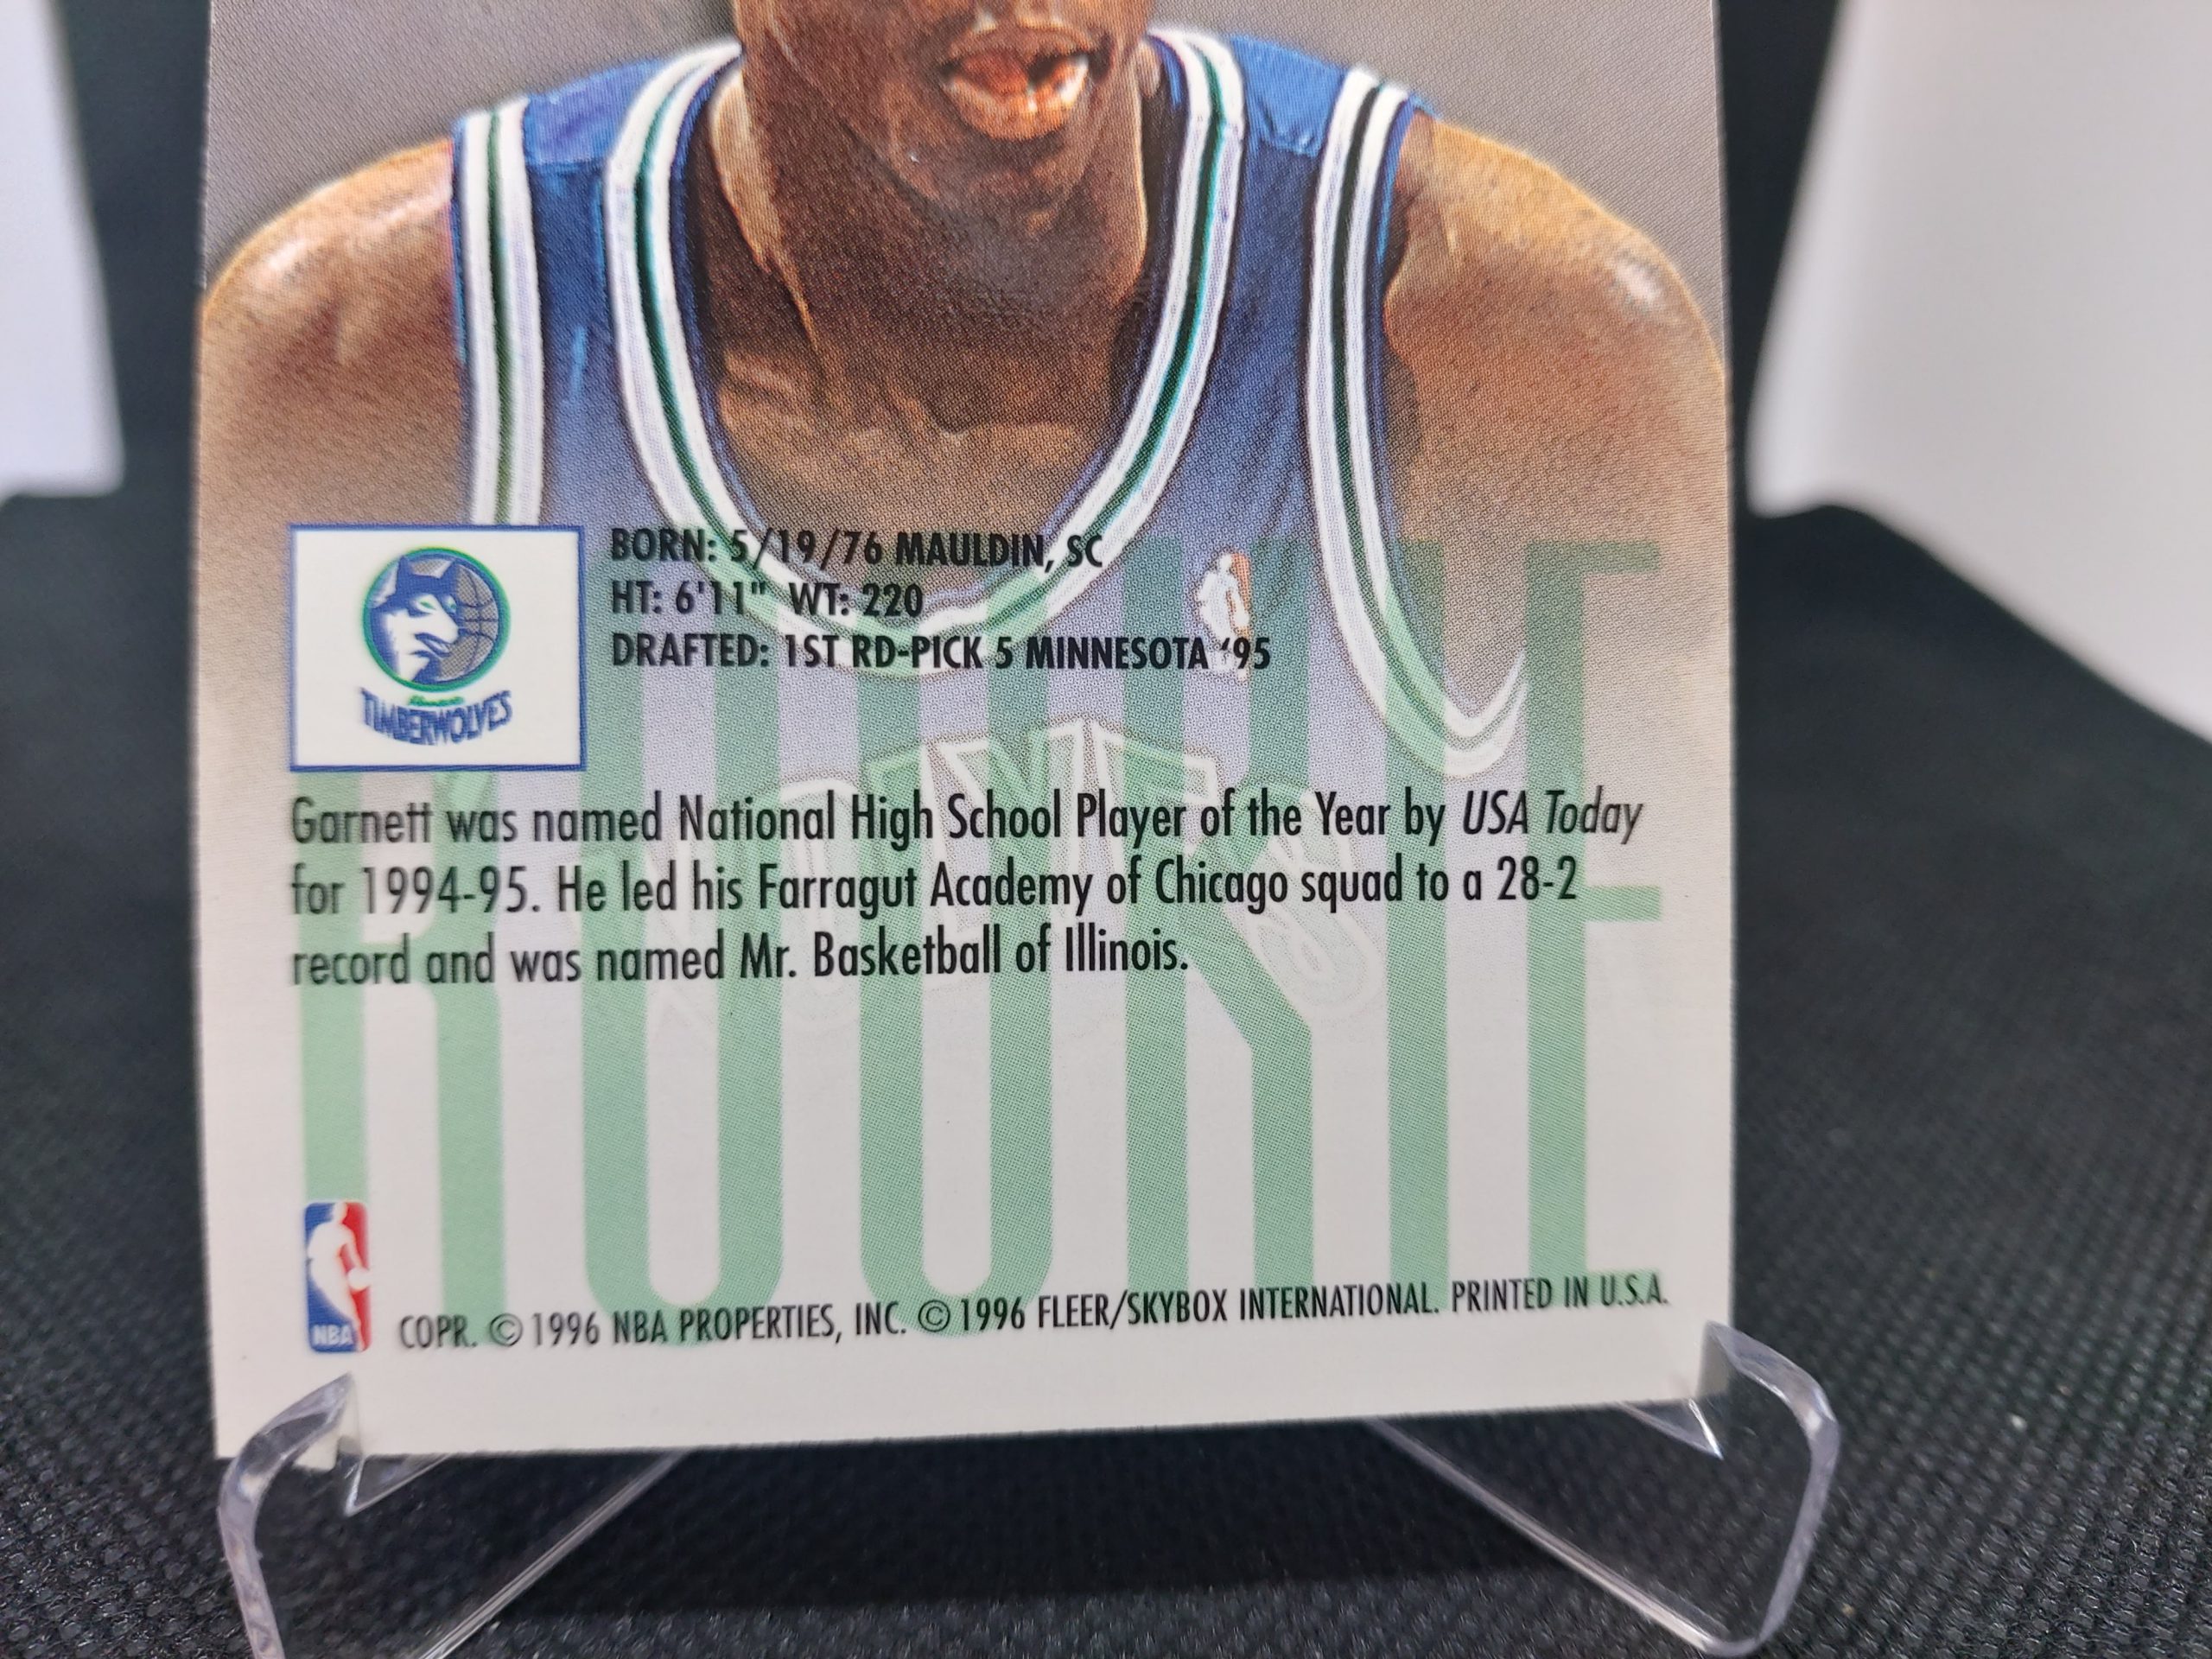 BORN: 5/19/76 MAULDIN, SC
HT: 6'11" WT: 220
DRAFTED: 1ST RD-PICK 5 MINNESOTA ‘95
TIMBERWOLVES
WOLVES
ROOKIE
Garnett was named National High School Player of the Year by USA Today
for 1994-95. He led his Farragut Academy of Chicago squad to a 28-2
record and was named Mr. Basketball of Illinois.
NBA
COPR. © 1996 NBA PROPERTIES, INC. © 1996 FLEER/SKYBOX INTERNATIONAL. PRINTED IN U.S.A.